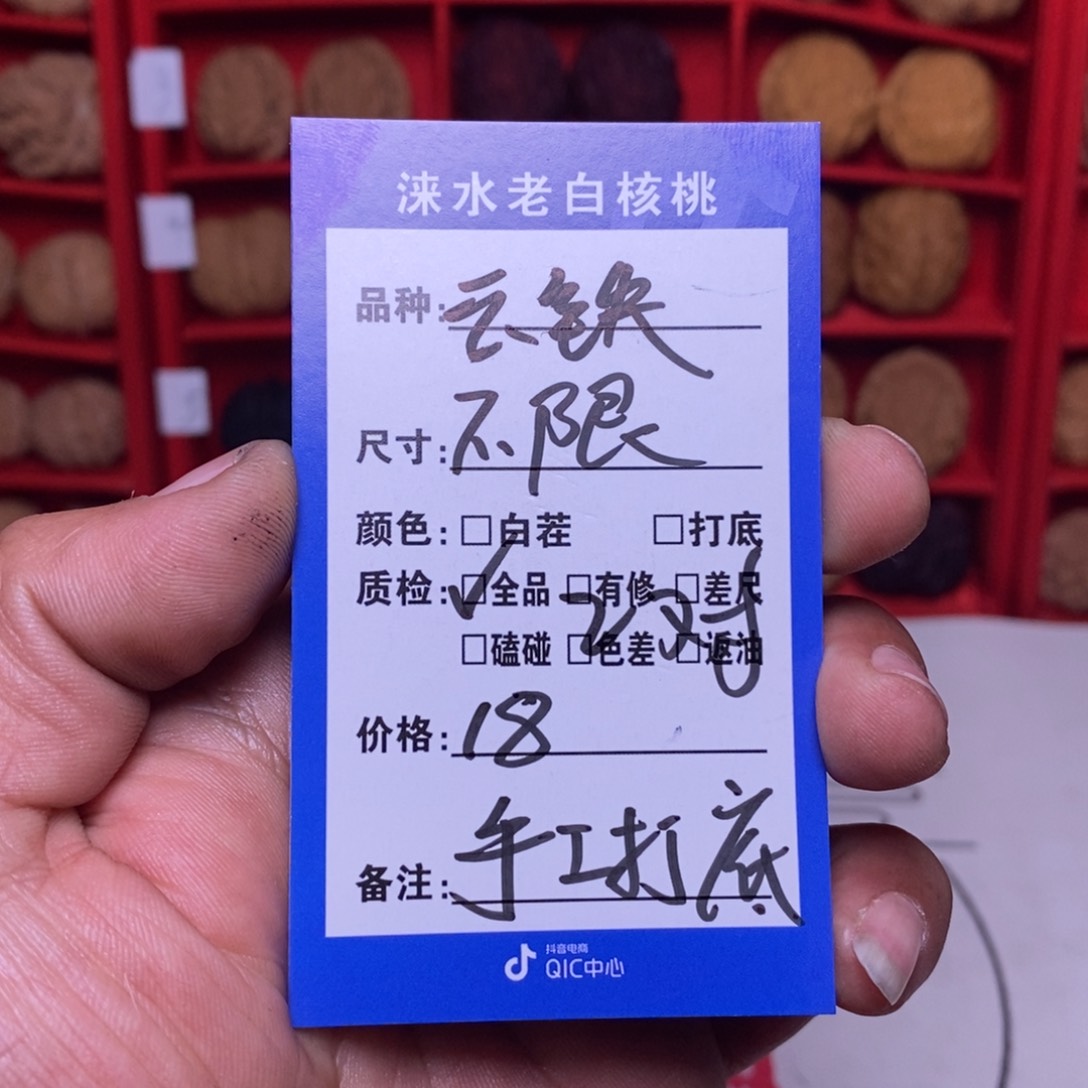 涞水老白核桃
品种: 云铁
尺寸: 不限
颜色: □白茬 □打底
质检: ✓□全品 □有修 □差尺
2对
□磕碰 □色差 □返油
价格: 18
备注: 手工打底
抖音电商
QIC中心